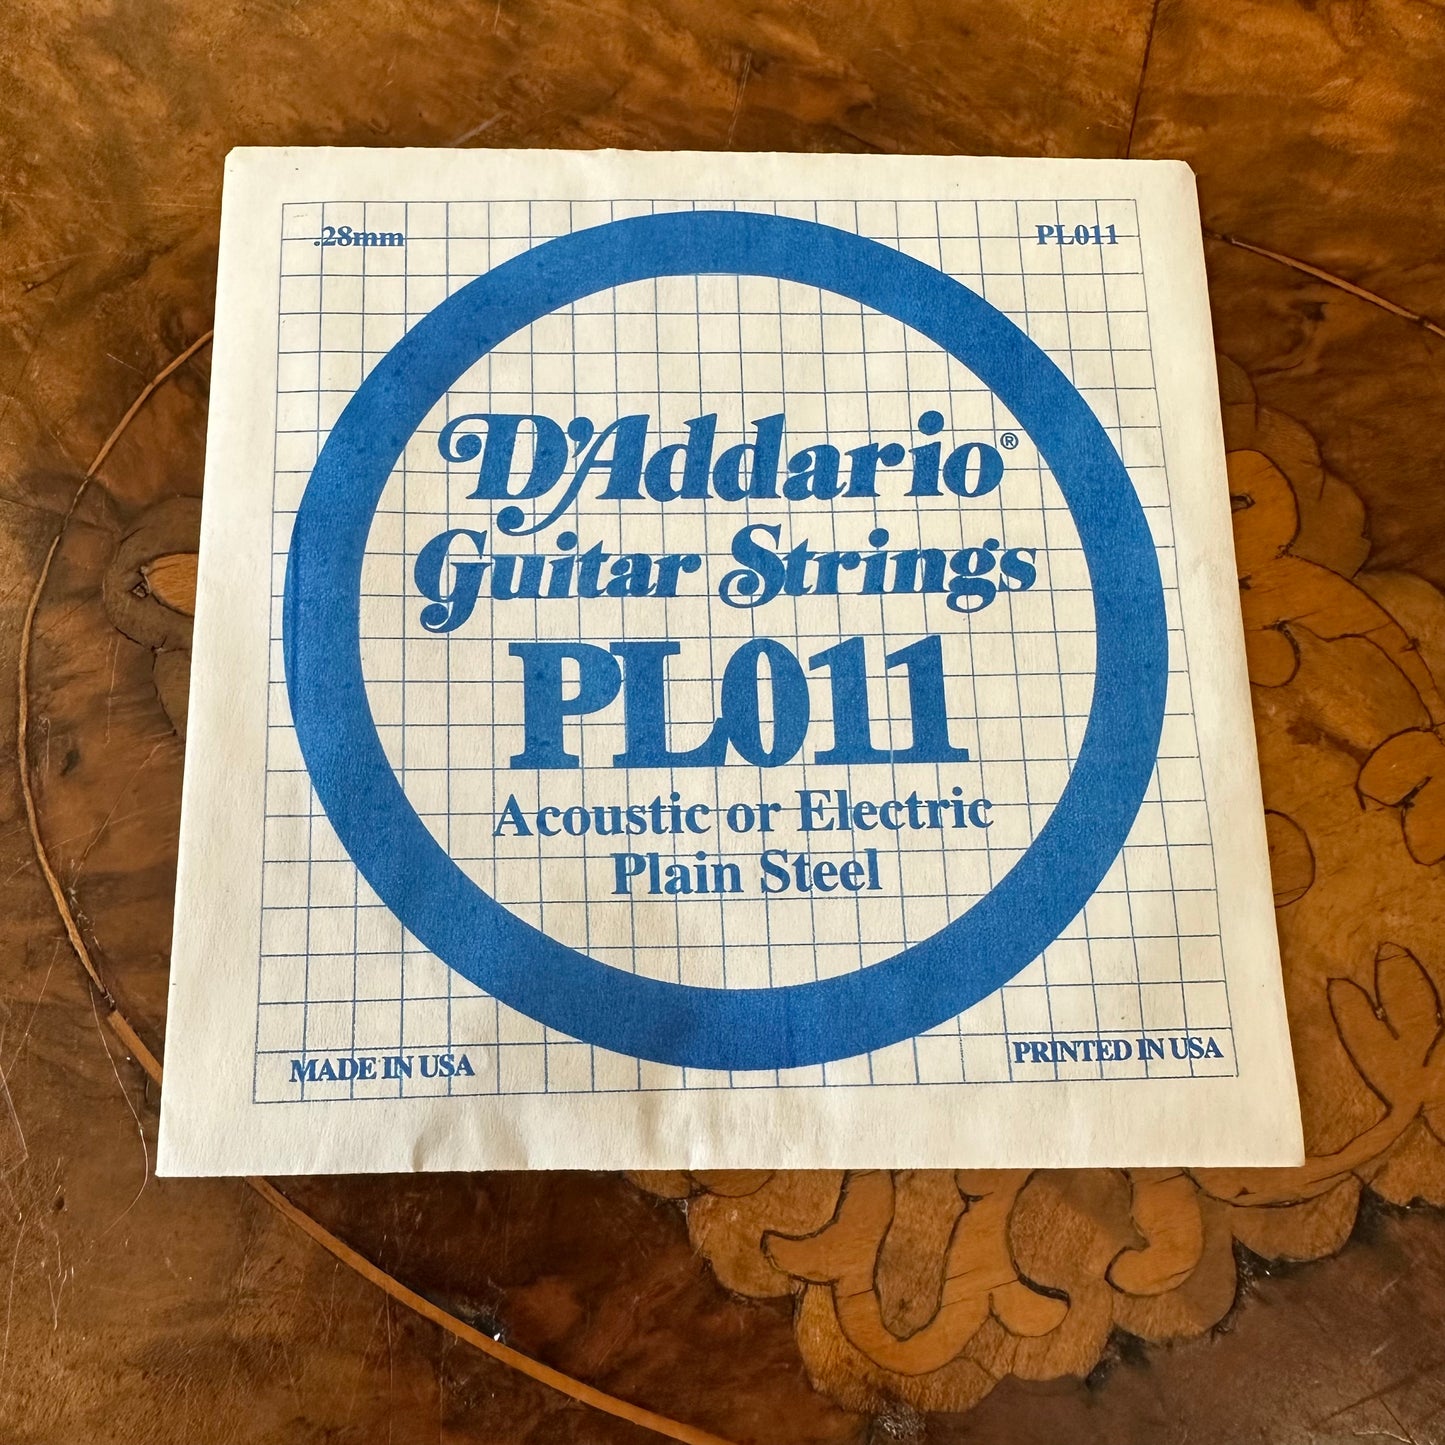 .28mm
PL011
D'Addario®
Guitar Strings
PL011
Acoustic or Electric
Plain Steel
MADE IN USA
PRINTED IN USA